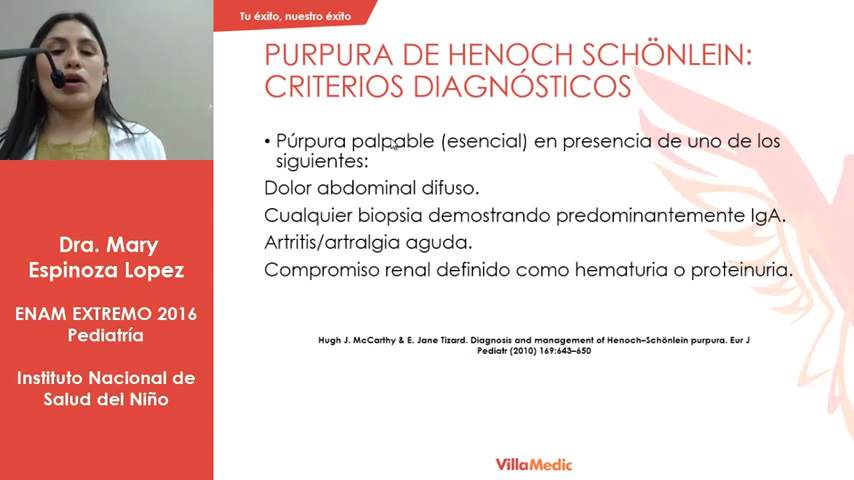 Tu éxito, nuestro éxito
PURPURA DE HENOCH SCHÖNLEIN:
CRITERIOS DIAGNÓSTICOS
• Púrpura palpable (esencial) en presencia de uno de los
siguientes:
Dolor abdominal difuso.
Cualquier biopsia demostrando predominantemente IgA.
Artritis/artralgia aguda.
Compromiso renal definido como hematuria o proteinuria.
Hugh J. McCarthy & E. Jane Tizard. Diagnosis and management of Henoch–Schönlein purpura. Eur J
Pediatr (2010) 169:643–650
Dra. Mary
Espinoza Lopez
ENAM EXTREMO 2016
Pediatría
Instituto Nacional de
Salud del Niño
VillaMedic